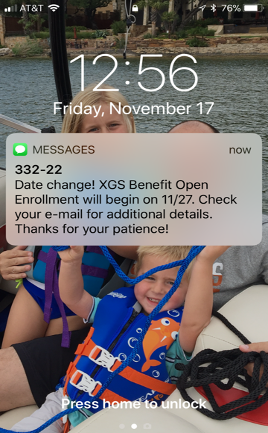 AT&T 76%
12:56
Friday, November 17
MESSAGES now
332-22
Date change! XGS Benefit Open
Enrollment will begin on 11/27. Check
your e-mail for additional details.
Thanks for your patience!
Press home to unlock